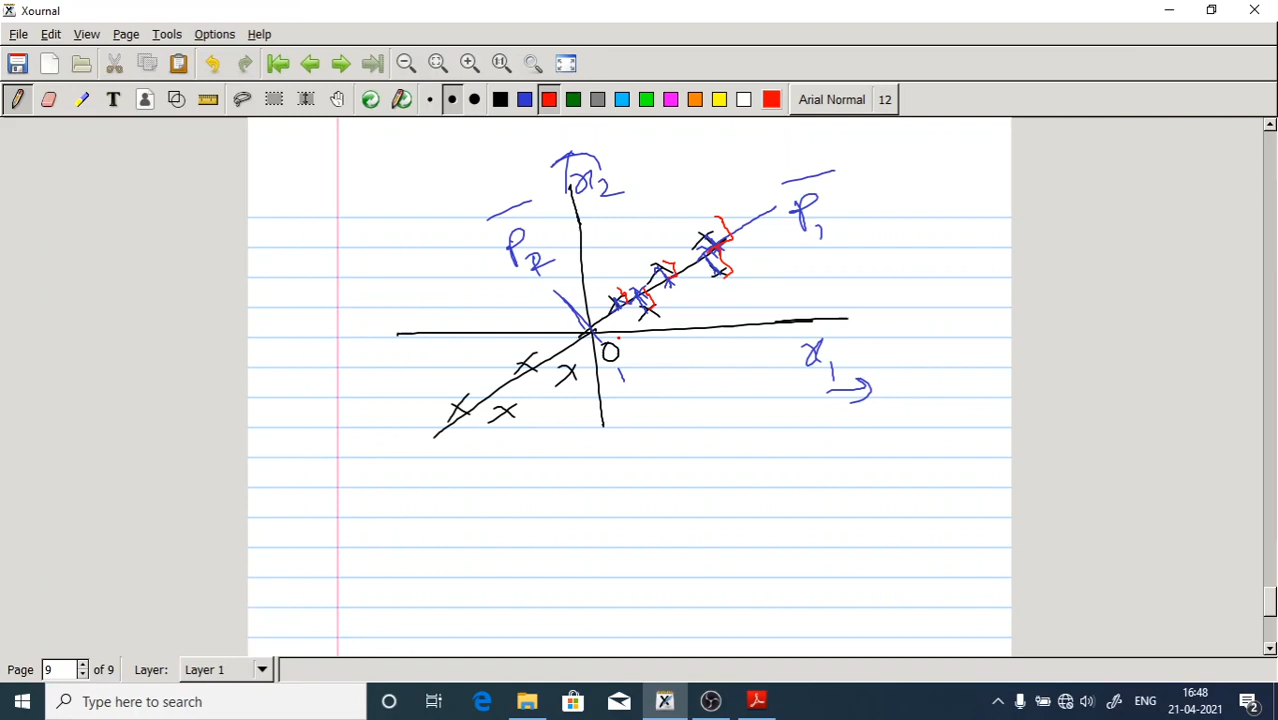 Xournal
File Edit View Page Tools Options Help
Arial Normal 12
x2
P1
P2
O
x1
Page 9 of 9 Layer: Layer 1
Type here to search
ENG
16:48
21-04-2021
2